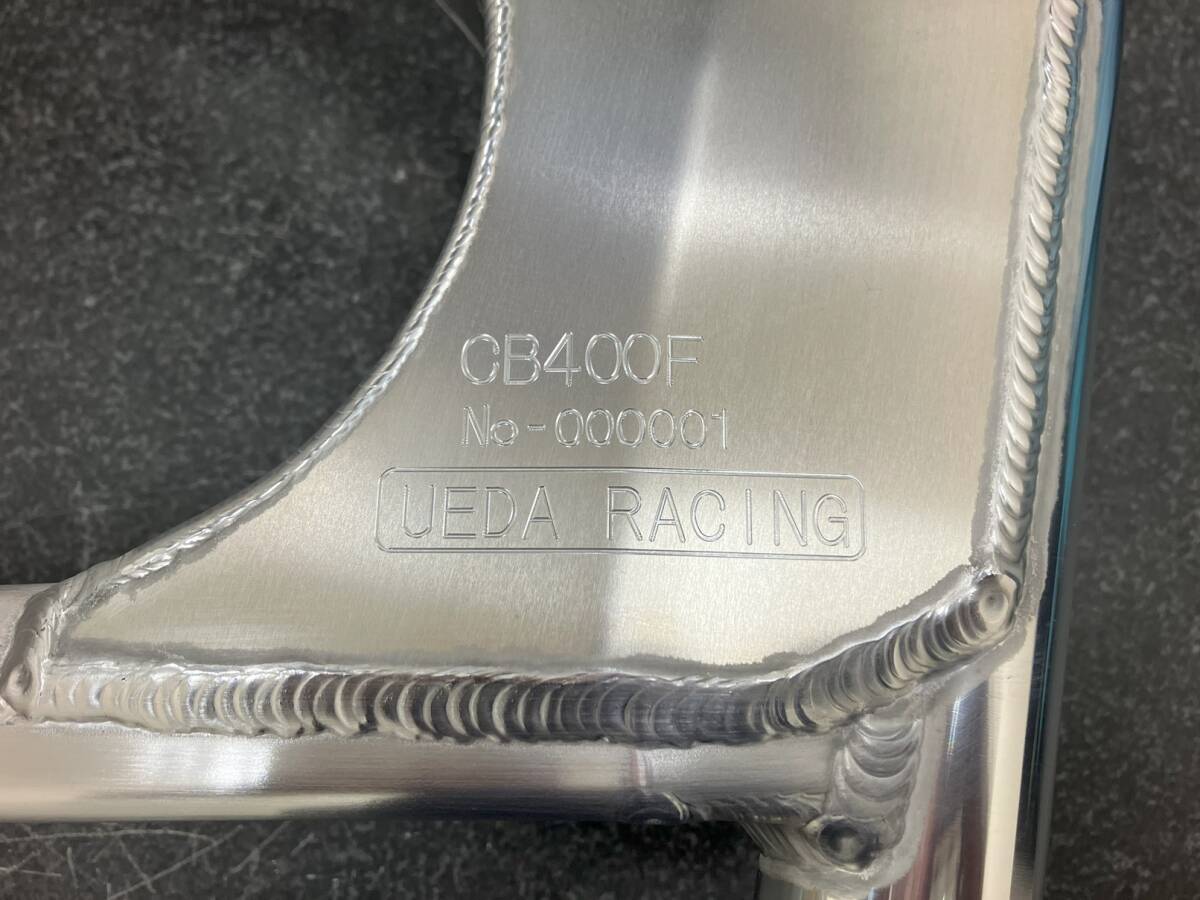 CB400F
No-000001
UEDA RACING